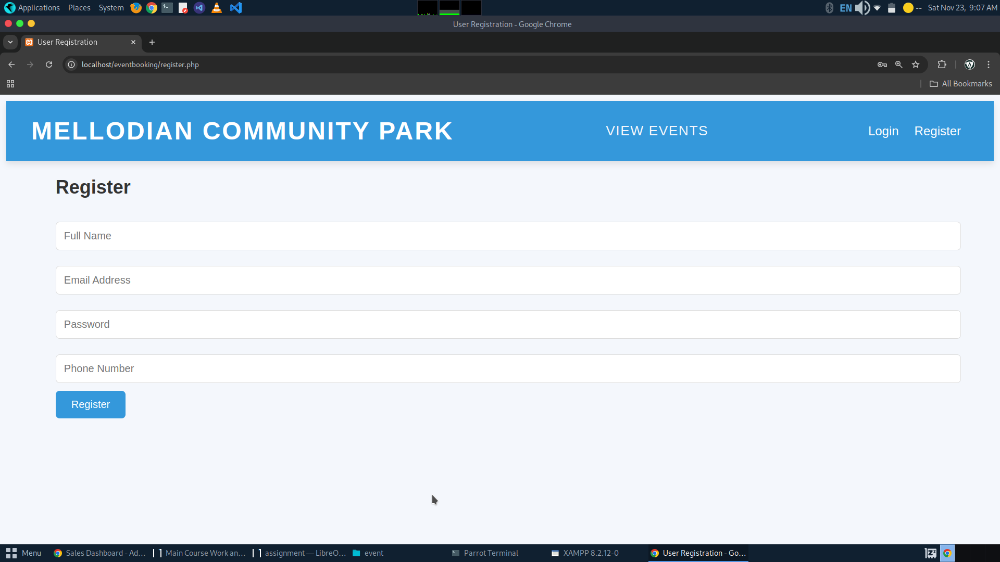 Applications Places System EN -- Sat Nov 23, 9:07 AM
User Registration - Google Chrome
User Registration
localhost/eventbooking/register.php
All Bookmarks
MELLODIAN COMMUNITY PARK VIEW EVENTS Login Register
Register
Full Name
Email Address
Password
Phone Number
Register
Menu Sales Dashboard - Ad... Main Course Work an... assignment — LibreO... event Parrot Terminal XAMPP 8.2.12-0 User Registration - Go...